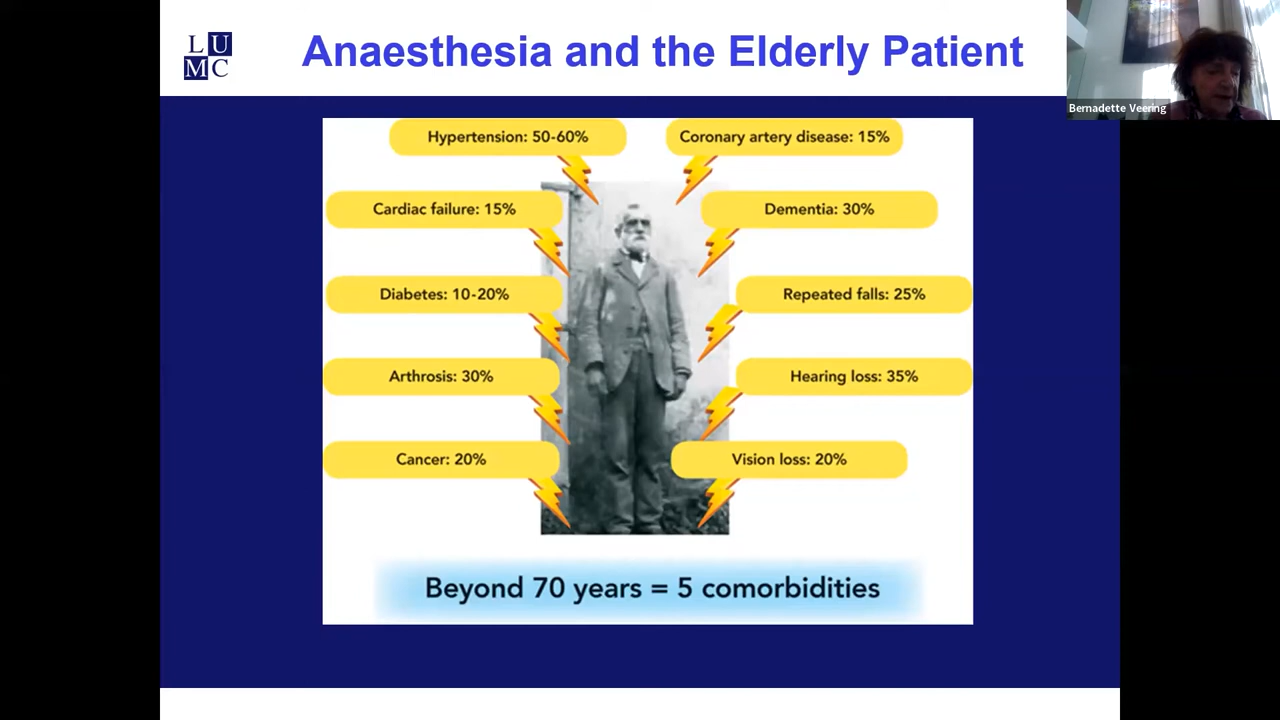 LU
MC
Anaesthesia and the Elderly Patient
Bernadette Veering
Hypertension: 50-60%
Coronary artery disease: 15%
Cardiac failure: 15%
Dementia: 30%
Diabetes: 10-20%
Repeated falls: 25%
Arthrosis: 30%
Hearing loss: 35%
Cancer: 20%
Vision loss: 20%
Beyond 70 years = 5 comorbidities